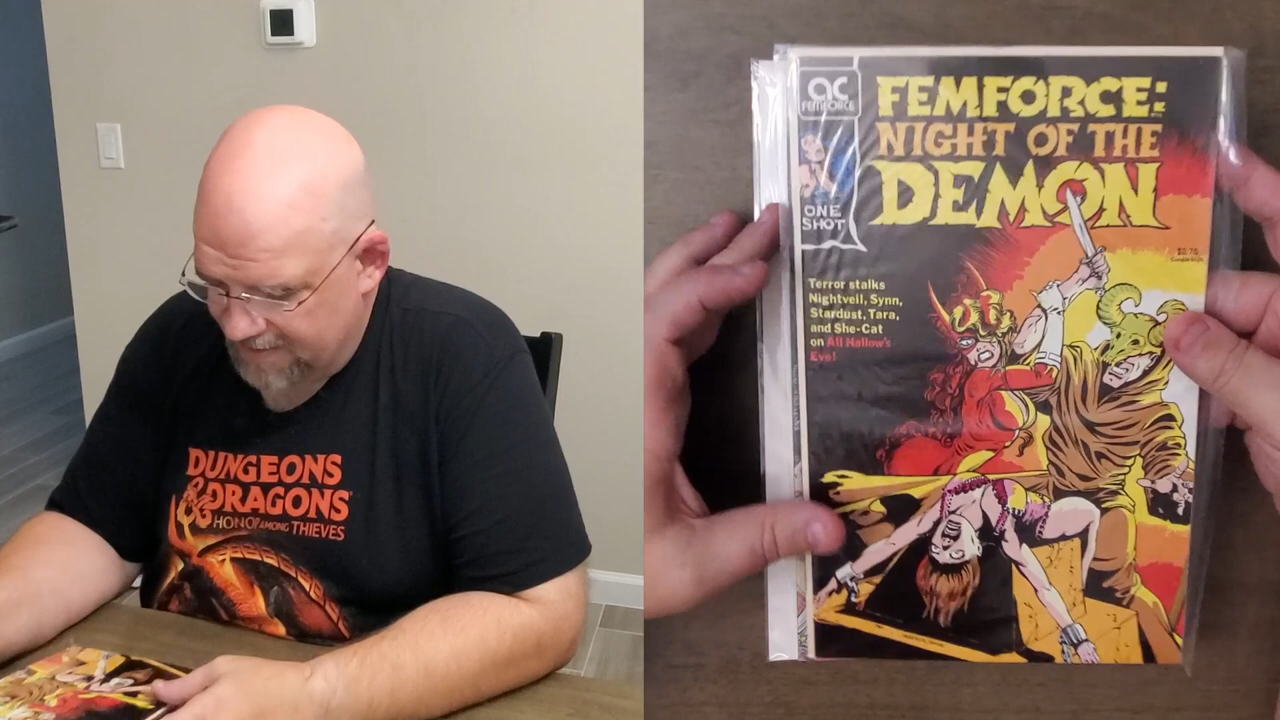 DUNGEONS
& DRAGONS
HONOR AMONG THIEVES
ac
FEMFORCE
ONE
SHOT
FEMFORCE:
NIGHT OF THE
DEMON
Terror stalks
Nightveil, Synn,
Stardust, Tara,
and She-Cat
on All Hallow's
Eve!